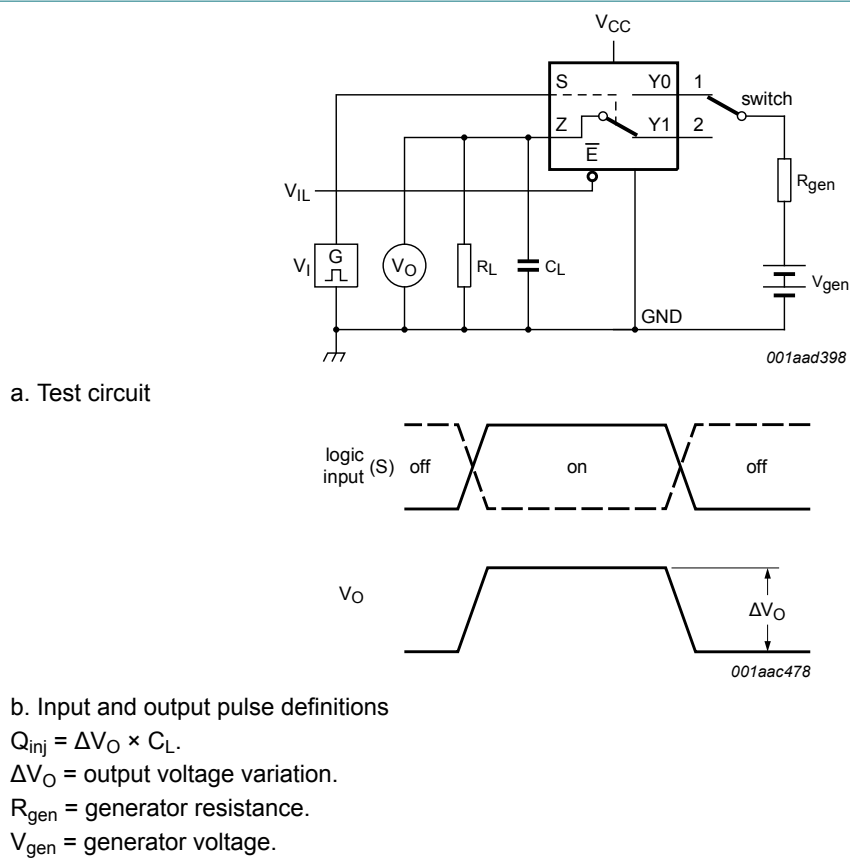 VCC
S Y0 1 switch
Z Y1 2
E
VIL
Rgen
VI G VO RL CL Vgen
GND
001aad398
a. Test circuit
logic input (S) off on off
VO ΔVO
001aac478
b. Input and output pulse definitions
Qinj = ΔVO × CL.
ΔVO = output voltage variation.
Rgen = generator resistance.
Vgen = generator voltage.